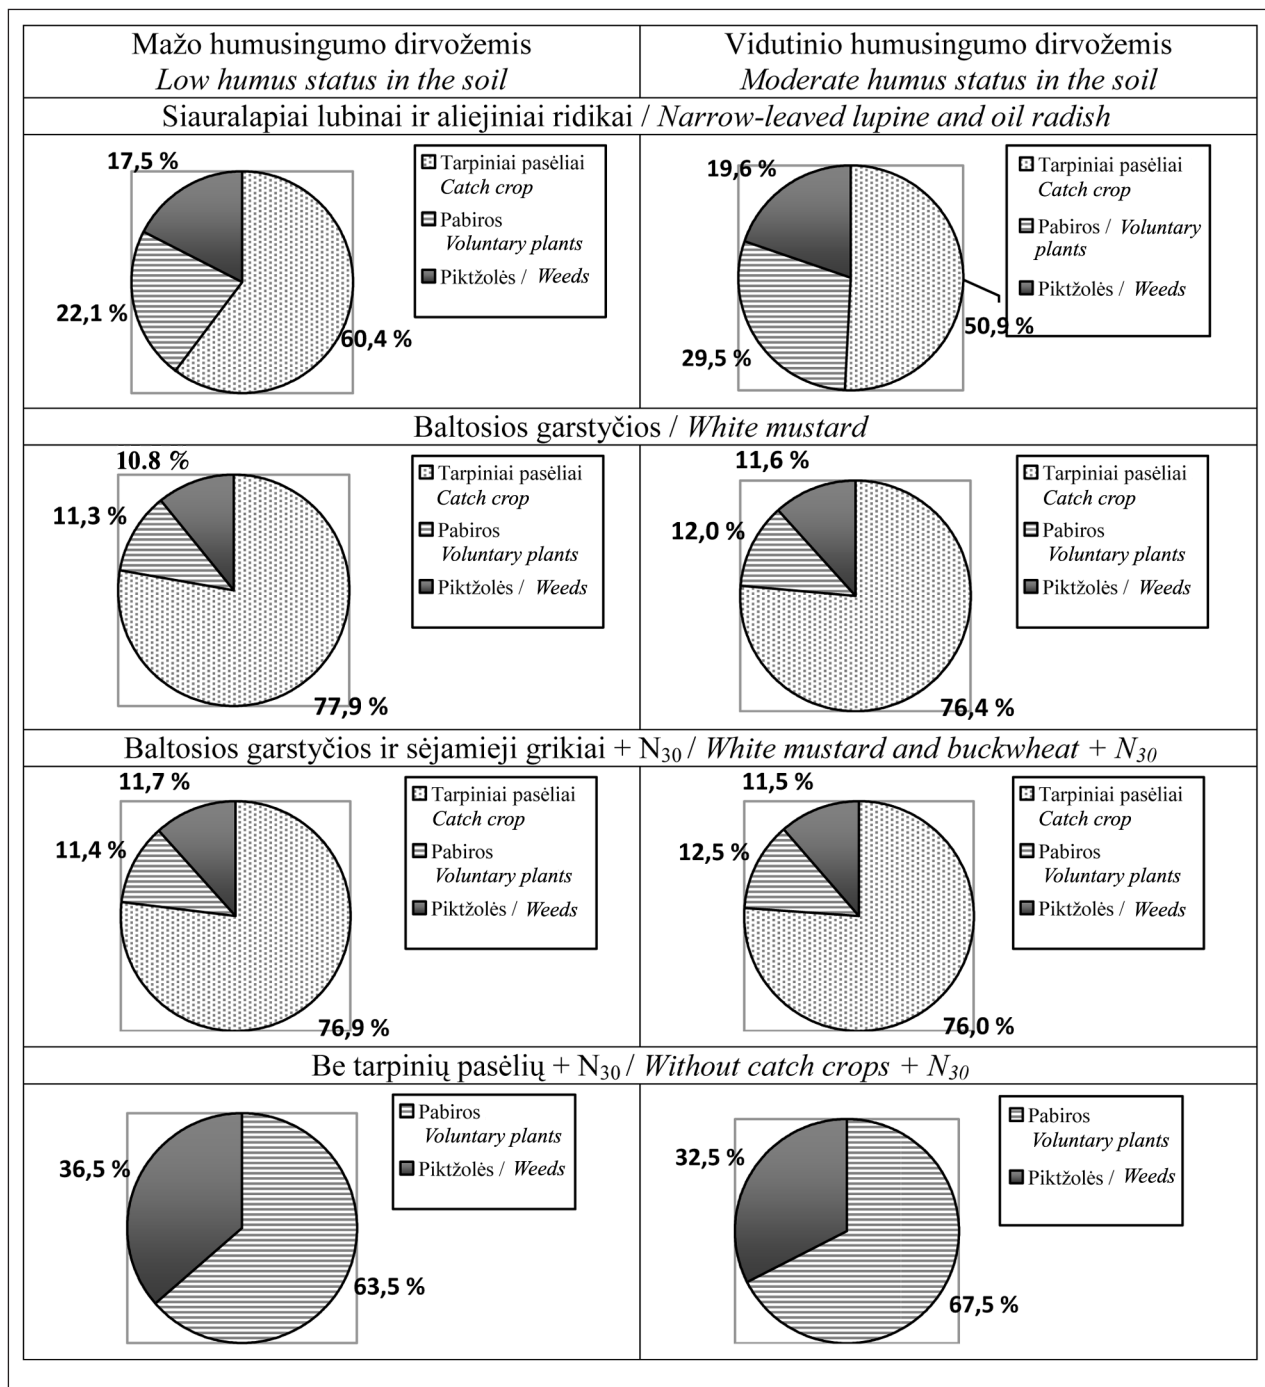 Mažo humusingumo dirvožemis
Low humus status in the soil
Vidutinio humusingumo dirvožemis
Moderate humus status in the soil
Siauralapiai lubinai ir aliejiniai ridikai / Narrow-leaved lupine and oil radish
17,5 %
22,1 %
60,4 %
Tarpiniai pasėliai
Catch crop
Pabiros
Voluntary plants
Piktžolės / Weeds
19,6 %
29,5 %
50,9 %
Tarpiniai pasėliai
Catch crop
Pabiros / Voluntary
plants
Piktžolės / Weeds
Baltosios garstyčios / White mustard
10.8 %
11,3 %
77,9 %
Tarpiniai pasėliai
Catch crop
Pabiros
Voluntary plants
Piktžolės / Weeds
11,6 %
12,0 %
76,4 %
Tarpiniai pasėliai
Catch crop
Pabiros
Voluntary plants
Piktžolės / Weeds
Baltosios garstyčios ir sėjamieji grikiai + N30 / White mustard and buckwheat + N30
11,7 %
11,4 %
76,9 %
Tarpiniai pasėliai
Catch crop
Pabiros
Voluntary plants
Piktžolės / Weeds
11,5 %
12,5 %
76,0 %
Tarpiniai pasėliai
Catch crop
Pabiros
Voluntary plants
Piktžolės / Weeds
Be tarpinių pasėlių + N30 / Without catch crops + N30
36,5 %
63,5 %
Pabiros
Voluntary plants
Piktžolės / Weeds
32,5 %
67,5 %
Pabiros
Voluntary plants
Piktžolės / Weeds